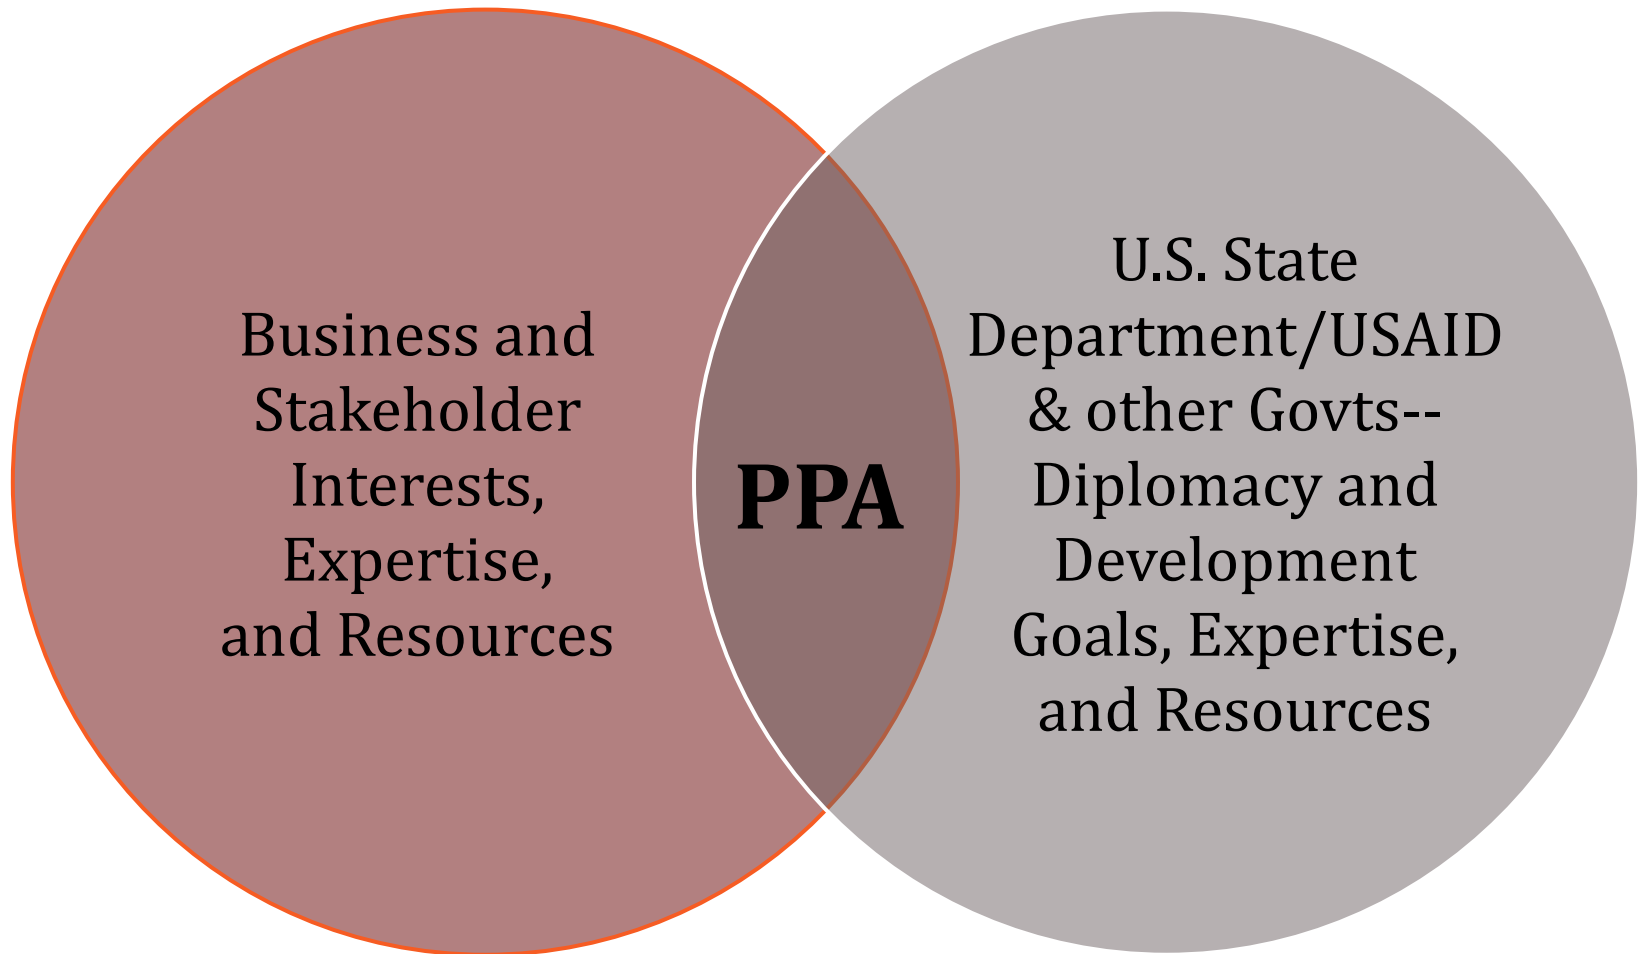 Business and
Stakeholder
Interests,
Expertise,
and Resources
PPA
U.S. State
Department/USAID
& other Govts--
Diplomacy and
Development
Goals, Expertise,
and Resources